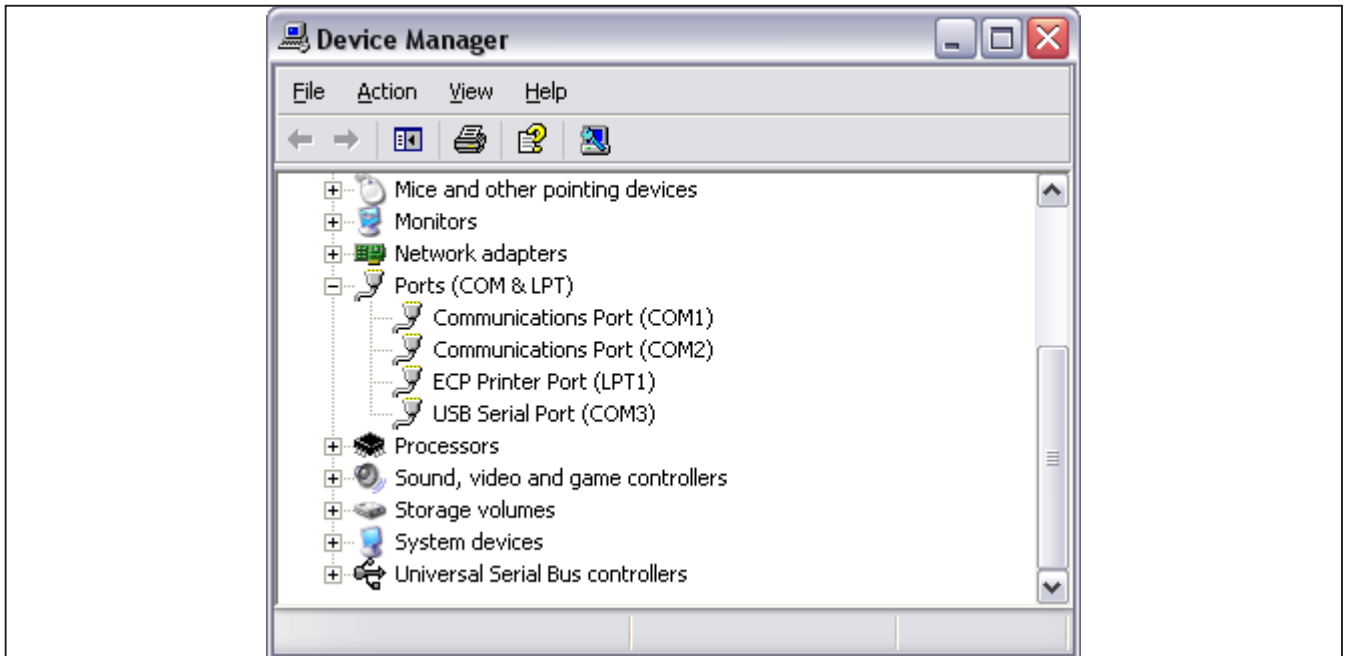 Device Manager
File Action View Help
Mice and other pointing devices
Monitors
Network adapters
Ports (COM & LPT)
Communications Port (COM1)
Communications Port (COM2)
ECP Printer Port (LPT1)
USB Serial Port (COM3)
Processors
Sound, video and game controllers
Storage volumes
System devices
Universal Serial Bus controllers